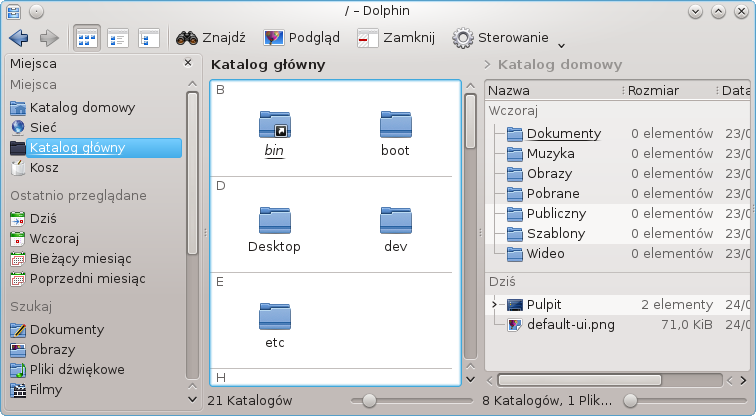 / – Dolphin
Znajdź Podgląd Zamknij Sterowanie
Miejsca
Miejsca
Katalog domowy
Sieć
Katalog główny
Kosz
Ostatnio przeglądane
Dziś
Wczoraj
Bieżący miesiąc
Poprzedni miesiąc
Szukaj
Dokumenty
Obrazy
Pliki dźwiękowe
Filmy
Katalog główny
B
bin boot
D
Desktop dev
E
etc
H
21 Katalogów
Katalog domowy
Nazwa Rozmiar Data
Wczoraj
Dokumenty 0 elementów 23/0
Muzyka 0 elementów 23/0
Obrazy 0 elementów 23/0
Pobrane 0 elementów 23/0
Publiczny 0 elementów 23/0
Szablony 0 elementów 23/0
Wideo 0 elementów 23/0
Dziś
Pulpit 2 elementy 24/0
default-ui.png 71,0 KiB 24/0
8 Katalogów, 1 Plik...